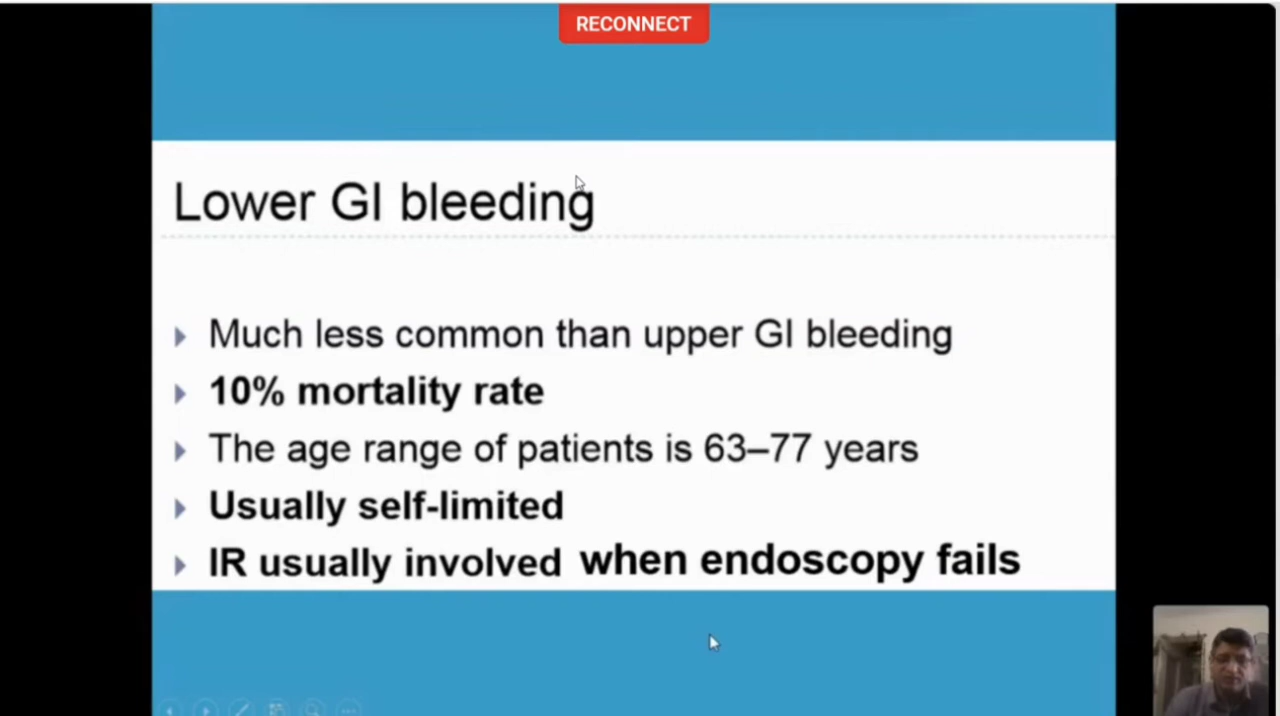 RECONNECT
Lower GI bleeding
Much less common than upper GI bleeding
10% mortality rate
The age range of patients is 63–77 years
Usually self-limited
IR usually involved when endoscopy fails